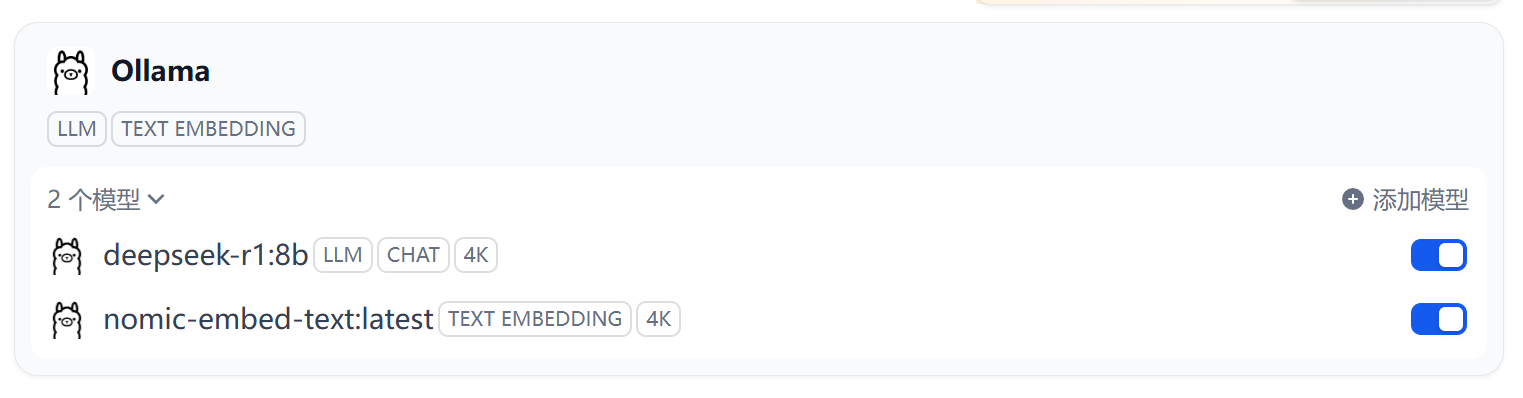 Ollama
LLM TEXT EMBEDDING
2 个模型 添加模型
deepseek-r1:8b LLM CHAT 4K
nomic-embed-text:latest TEXT EMBEDDING 4K